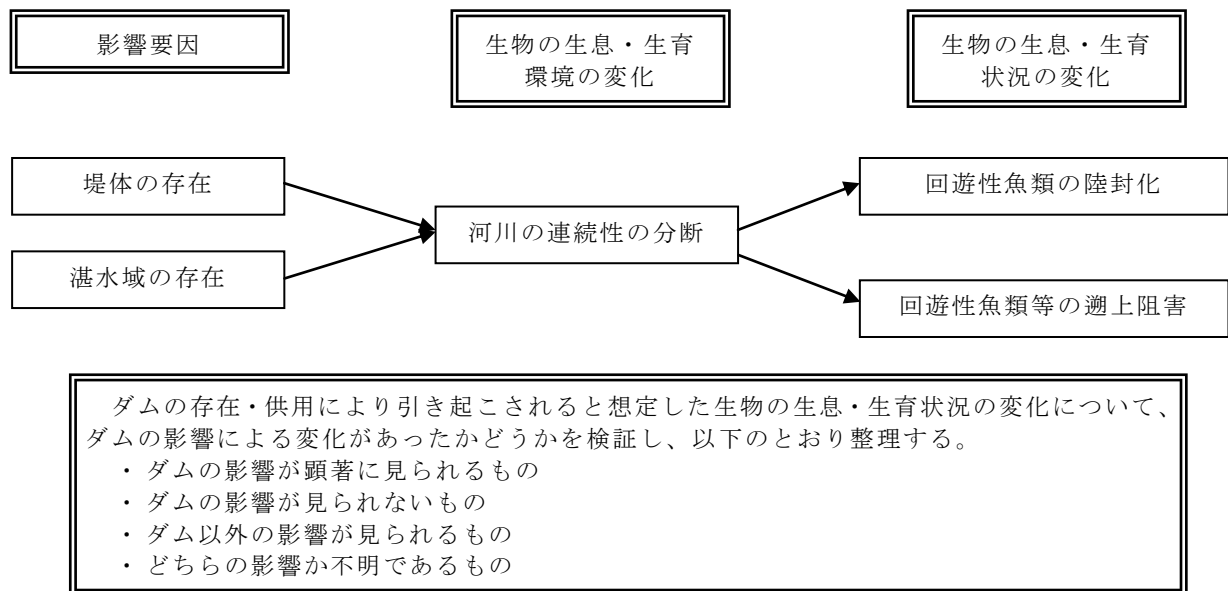 影響要因
生物の生息・生育
環境の変化
生物の生息・生育
状況の変化
堤体の存在
湛水域の存在
河川の連続性の分断
回遊性魚類の陸封化
回遊性魚類等の遡上阻害
ダムの存在・供用により引き起こされると想定した生物の生息・生育状況の変化について、
ダムの影響による変化があったかどうかを検証し、以下のとおり整理する。
・ダムの影響が顕著に見られるもの
・ダムの影響が見られないもの
・ダム以外の影響が見られるもの
・どちらの影響か不明であるもの